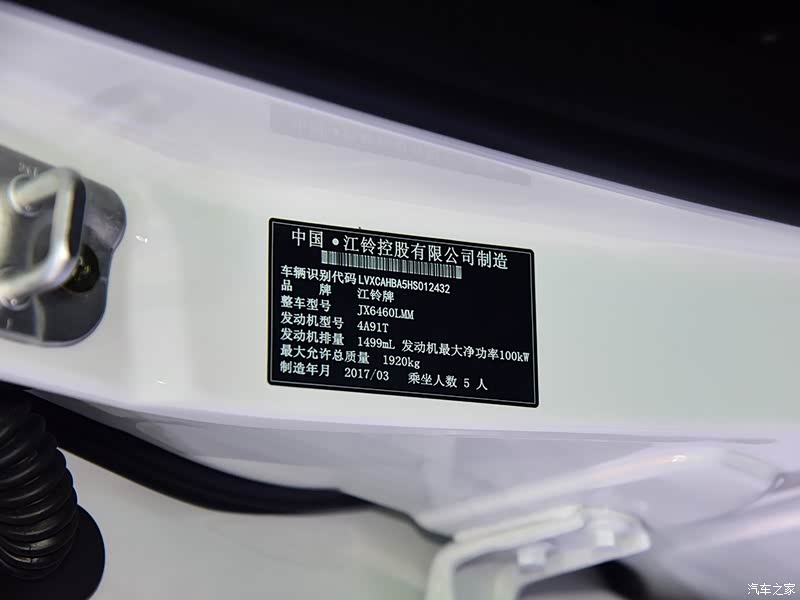 中国·江铃控股有限公司制造
车辆识别代码 LVXCAHBA5HS012432
品 牌 江铃牌
整车型号 JX6460LMM
发动机型号 4A91T
发动机排量 1499mL 发动机最大净功率100kW
最大允许总质量 1920kg
制造年月 2017/03 乘坐人数 5 人
汽车之家